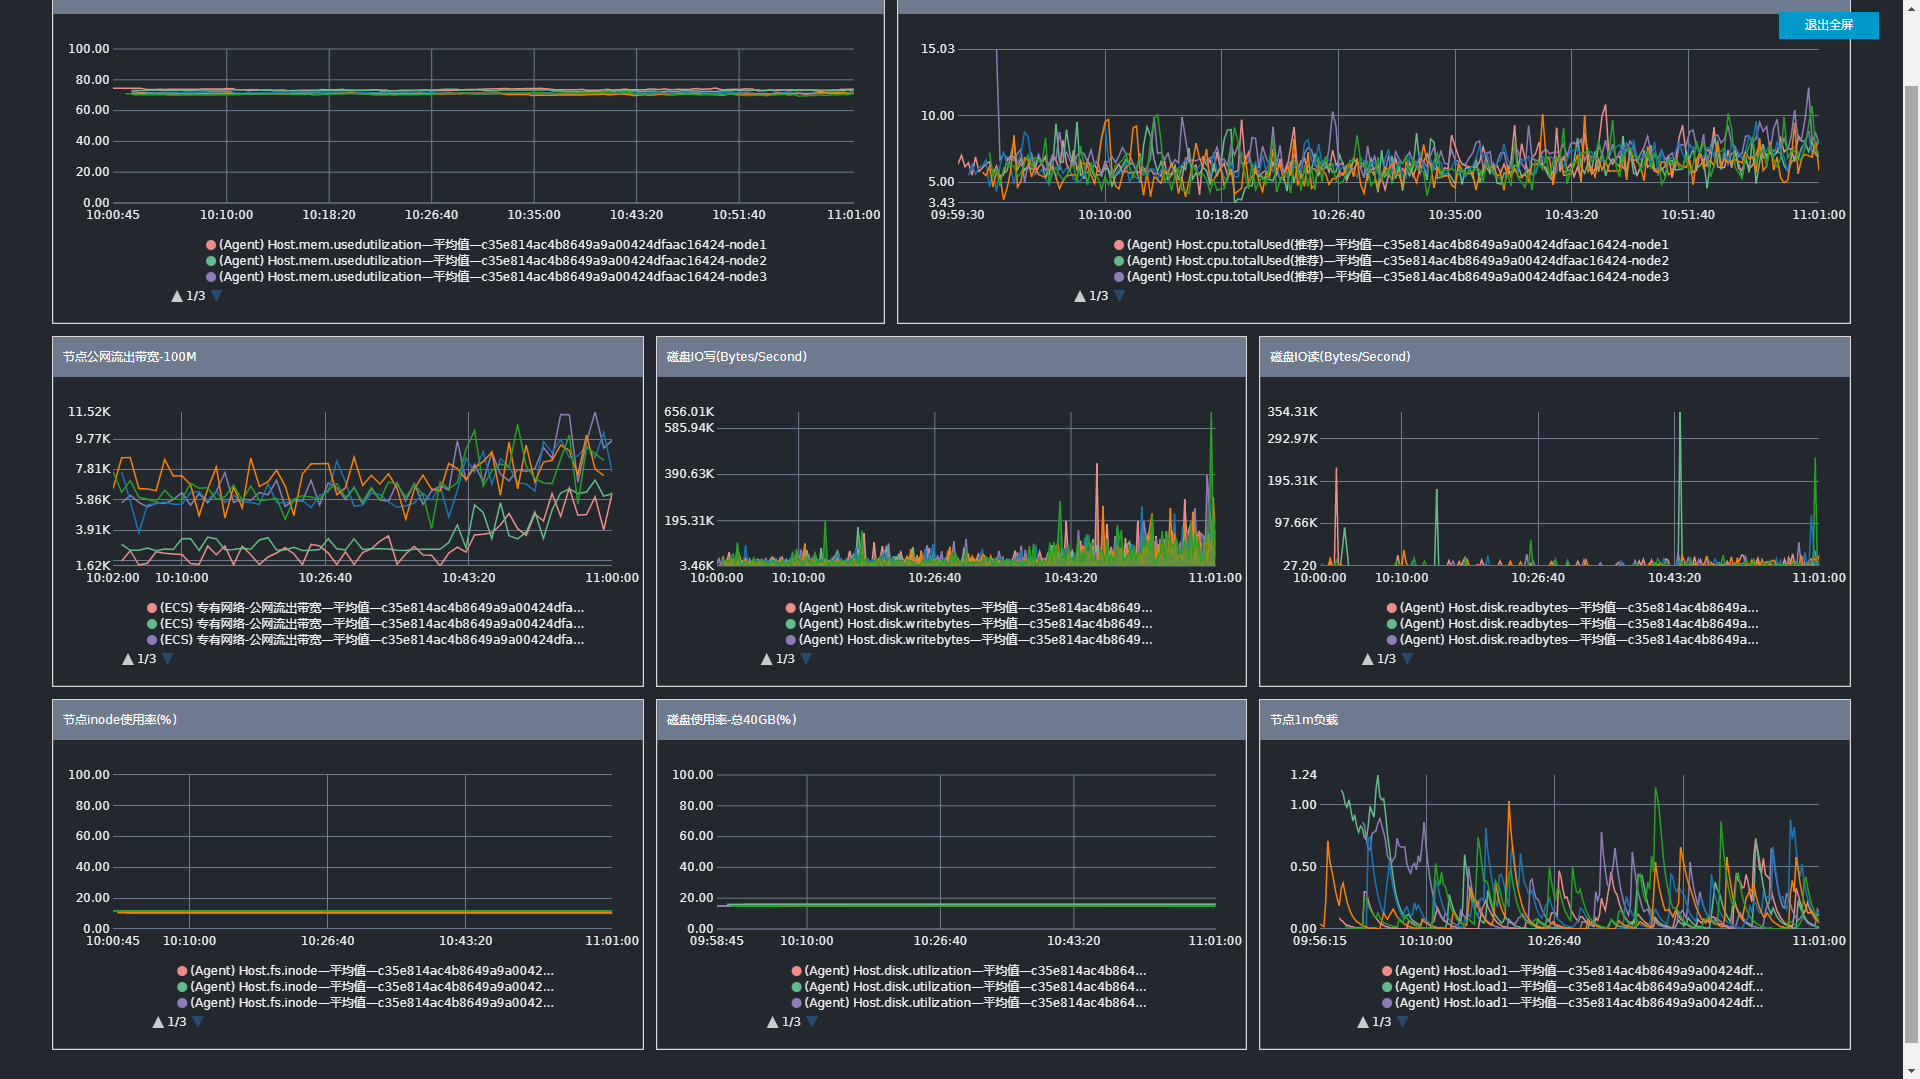 退出全屏
100.00
80.00
60.00
40.00
20.00
0.00
10:00:45 10:10:00 10:18:20 10:26:40 10:35:00 10:43:20 10:51:40 11:01:00
(Agent) Host.mem.usedutilization—平均值—c35e814ac4b8649a9a00424dfaac16424-node1
(Agent) Host.mem.usedutilization—平均值—c35e814ac4b8649a9a00424dfaac16424-node2
(Agent) Host.mem.usedutilization—平均值—c35e814ac4b8649a9a00424dfaac16424-node3
1/3
15.03
10.00
5.00
3.43
09:59:30 10:10:00 10:18:20 10:26:40 10:35:00 10:43:20 10:51:40 11:01:00
(Agent) Host.cpu.totalUsed(推荐)—平均值—c35e814ac4b8649a9a00424dfaac16424-node1
(Agent) Host.cpu.totalUsed(推荐)—平均值—c35e814ac4b8649a9a00424dfaac16424-node2
(Agent) Host.cpu.totalUsed(推荐)—平均值—c35e814ac4b8649a9a00424dfaac16424-node3
1/3
节点公网流出带宽-100M
11.52K
9.77K
7.81K
5.86K
3.91K
1.62K
10:02:00 10:10:00 10:26:40 10:43:20 11:00:00
(ECS) 专有网络-公网流出带宽—平均值—c35e814ac4b8649a9a00424dfa...
(ECS) 专有网络-公网流出带宽—平均值—c35e814ac4b8649a9a00424dfa...
(ECS) 专有网络-公网流出带宽—平均值—c35e814ac4b8649a9a00424dfa...
1/3
磁盘IO写(Bytes/Second)
656.01K
585.94K
390.63K
195.31K
3.46K
10:00:00 10:10:00 10:26:40 10:43:20 11:01:00
(Agent) Host.disk.writebytes—平均值—c35e814ac4b8649...
(Agent) Host.disk.writebytes—平均值—c35e814ac4b8649...
(Agent) Host.disk.writebytes—平均值—c35e814ac4b8649...
1/3
磁盘IO读(Bytes/Second)
354.31K
292.97K
195.31K
97.66K
27.20
10:00:00 10:10:00 10:26:40 10:43:20 11:01:00
(Agent) Host.disk.readbytes—平均值—c35e814ac4b8649a...
(Agent) Host.disk.readbytes—平均值—c35e814ac4b8649a...
(Agent) Host.disk.readbytes—平均值—c35e814ac4b8649a...
1/3
节点inode使用率(%)
100.00
80.00
60.00
40.00
20.00
0.00
10:00:45 10:10:00 10:26:40 10:43:20 11:01:00
(Agent) Host.fs.inode—平均值—c35e814ac4b8649a9a0042...
(Agent) Host.fs.inode—平均值—c35e814ac4b8649a9a0042...
(Agent) Host.fs.inode—平均值—c35e814ac4b8649a9a0042...
1/3
磁盘使用率-总40GB(%)
100.00
80.00
60.00
40.00
20.00
0.00
09:58:45 10:10:00 10:26:40 10:43:20 11:01:00
(Agent) Host.disk.utilization—平均值—c35e814ac4b864...
(Agent) Host.disk.utilization—平均值—c35e814ac4b864...
(Agent) Host.disk.utilization—平均值—c35e814ac4b864...
1/3
节点1m负载
1.24
1.00
0.50
0.00
09:56:15 10:10:00 10:26:40 10:43:20 11:01:00
(Agent) Host.load1—平均值—c35e814ac4b8649a9a00424df...
(Agent) Host.load1—平均值—c35e814ac4b8649a9a00424df...
(Agent) Host.load1—平均值—c35e814ac4b8649a9a00424df...
1/3